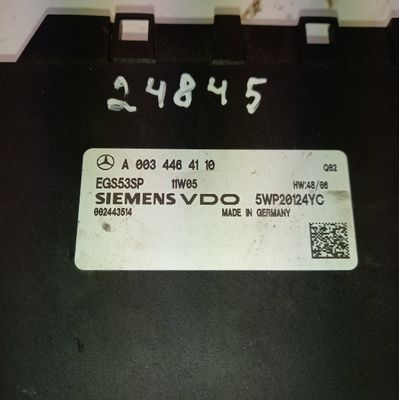 24845
A 003 446 41 10 Q02
EGS53SP 11W05 HW:48/06
SIEMENS VDO 5WP20124YC
002443514 MADE IN GERMANY